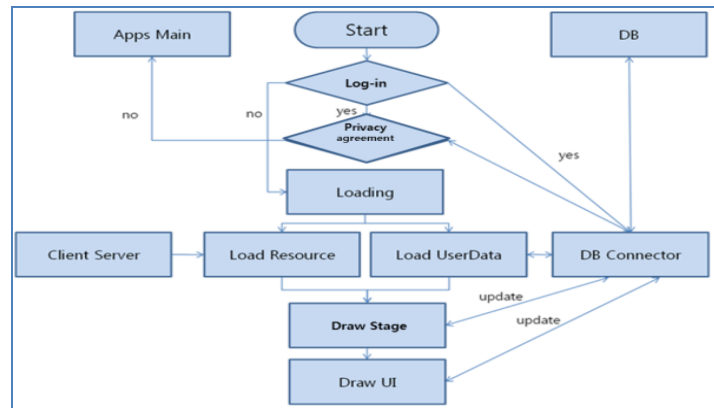 Apps Main
Start
DB
Log-in
no
no
yes
Privacy
agreement
yes
Loading
Client Server
Load Resource
Load UserData
DB Connector
update
Draw Stage
update
Draw UI